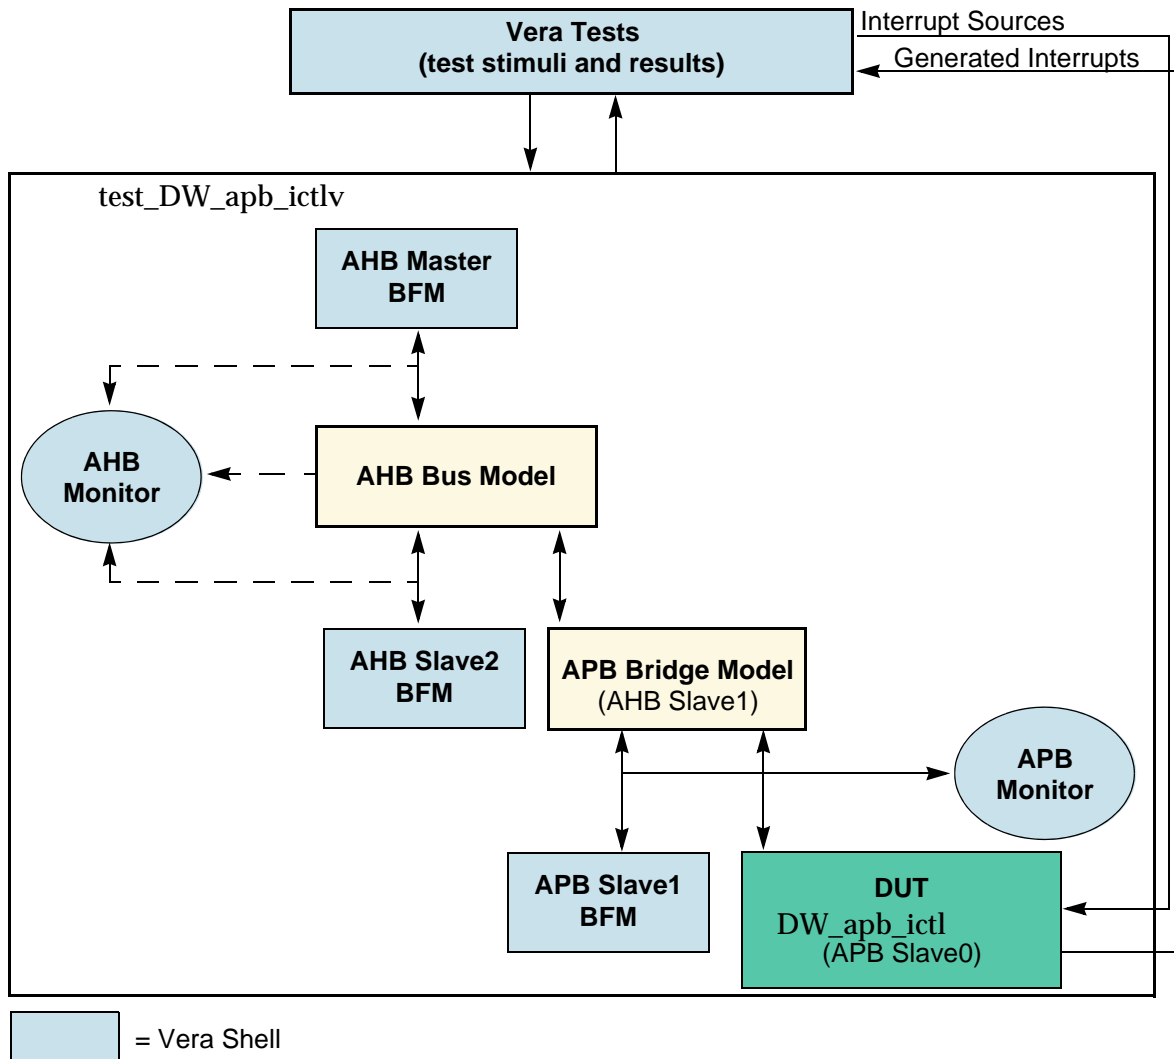 Vera Tests
(test stimuli and results)
Interrupt Sources
Generated Interrupts
test_DW_apb_ictlv
AHB Master
BFM
AHB
Monitor
AHB Bus Model
AHB Slave2
BFM
APB Bridge Model
(AHB Slave1)
APB
Monitor
APB Slave1
BFM
DUT
DW_apb_ictl
(APB Slave0)
= Vera Shell